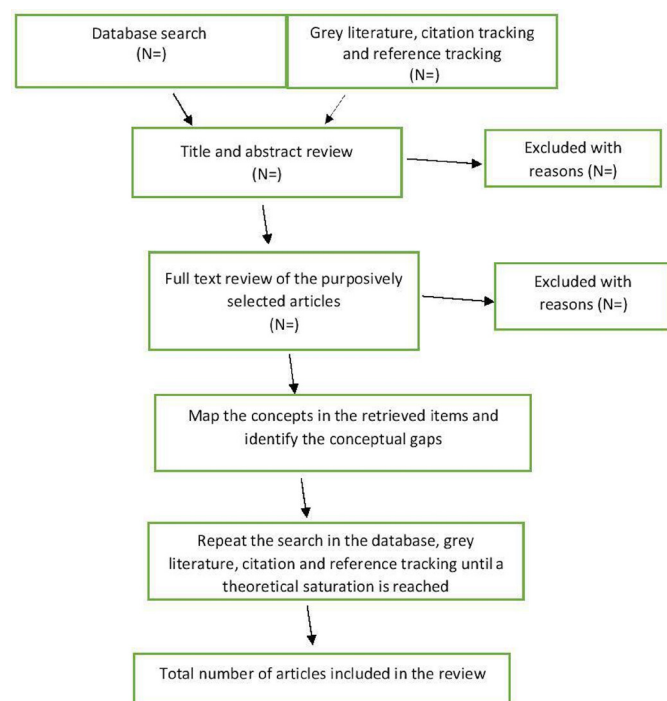 Database search
(N=)
Grey literature, citation tracking
and reference tracking
(N=)
Title and abstract review
(N=)
Excluded with
reasons (N=)
Full text review of the purposively
selected articles
(N=)
Excluded with
reasons (N=)
Map the concepts in the retrieved items and
identify the conceptual gaps
Repeat the search in the database, grey
literature, citation and reference tracking until a
theoretical saturation is reached
Total number of articles included in the review